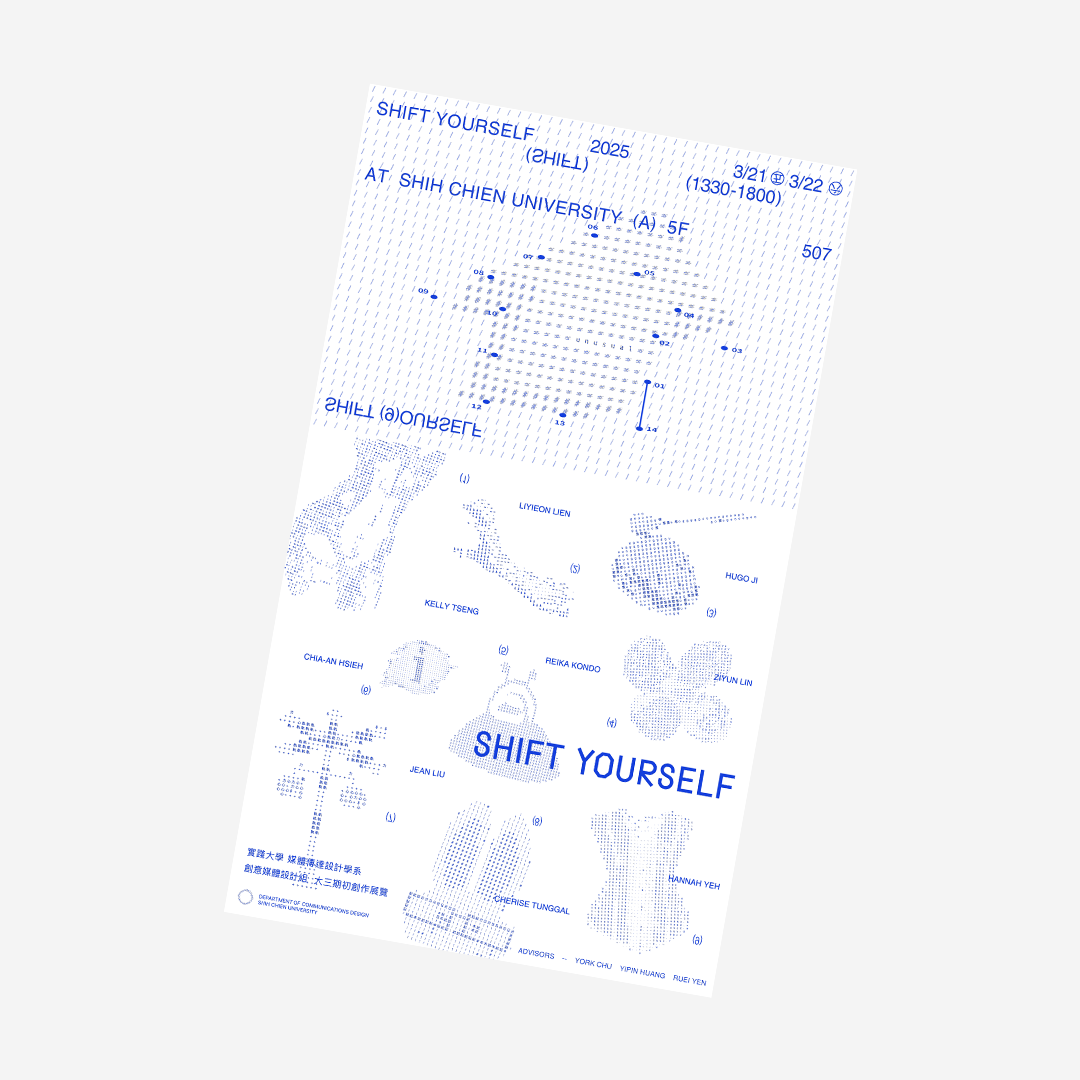 SHIFT YOURSELF
(SHIFT)
2025
3/21 ㊄ 3/22 ㊅
(1330-1800)
AT SHIH CHIEN UNIVERSITY (A) 5F
507
06
07
05
08
09
10
04
02
03
unusual
11
01
12
13
14
SHIFT (9)OURSELF
(1)
LIYIEON LIEN
(2)
HUGO JI
(3)
KELLY TSENG
CHIA-AN HSIEH
(6)
(5)
REIKA KONDO
ZIYUN LIN
(4)
SHIFT YOURSELF
JEAN LIU
(7)
(8)
HANNAH YEH
CHERISE TUNGGAL
(9)
實踐大學 媒體傳達設計學系
創意媒體設計組 大三期初創作展覽
DEPARTMENT OF COMMUNICATIONS DESIGN
SHIH CHIEN UNIVERSITY
ADVISORS — YORK CHU YIPIN HUANG RUEI YEN